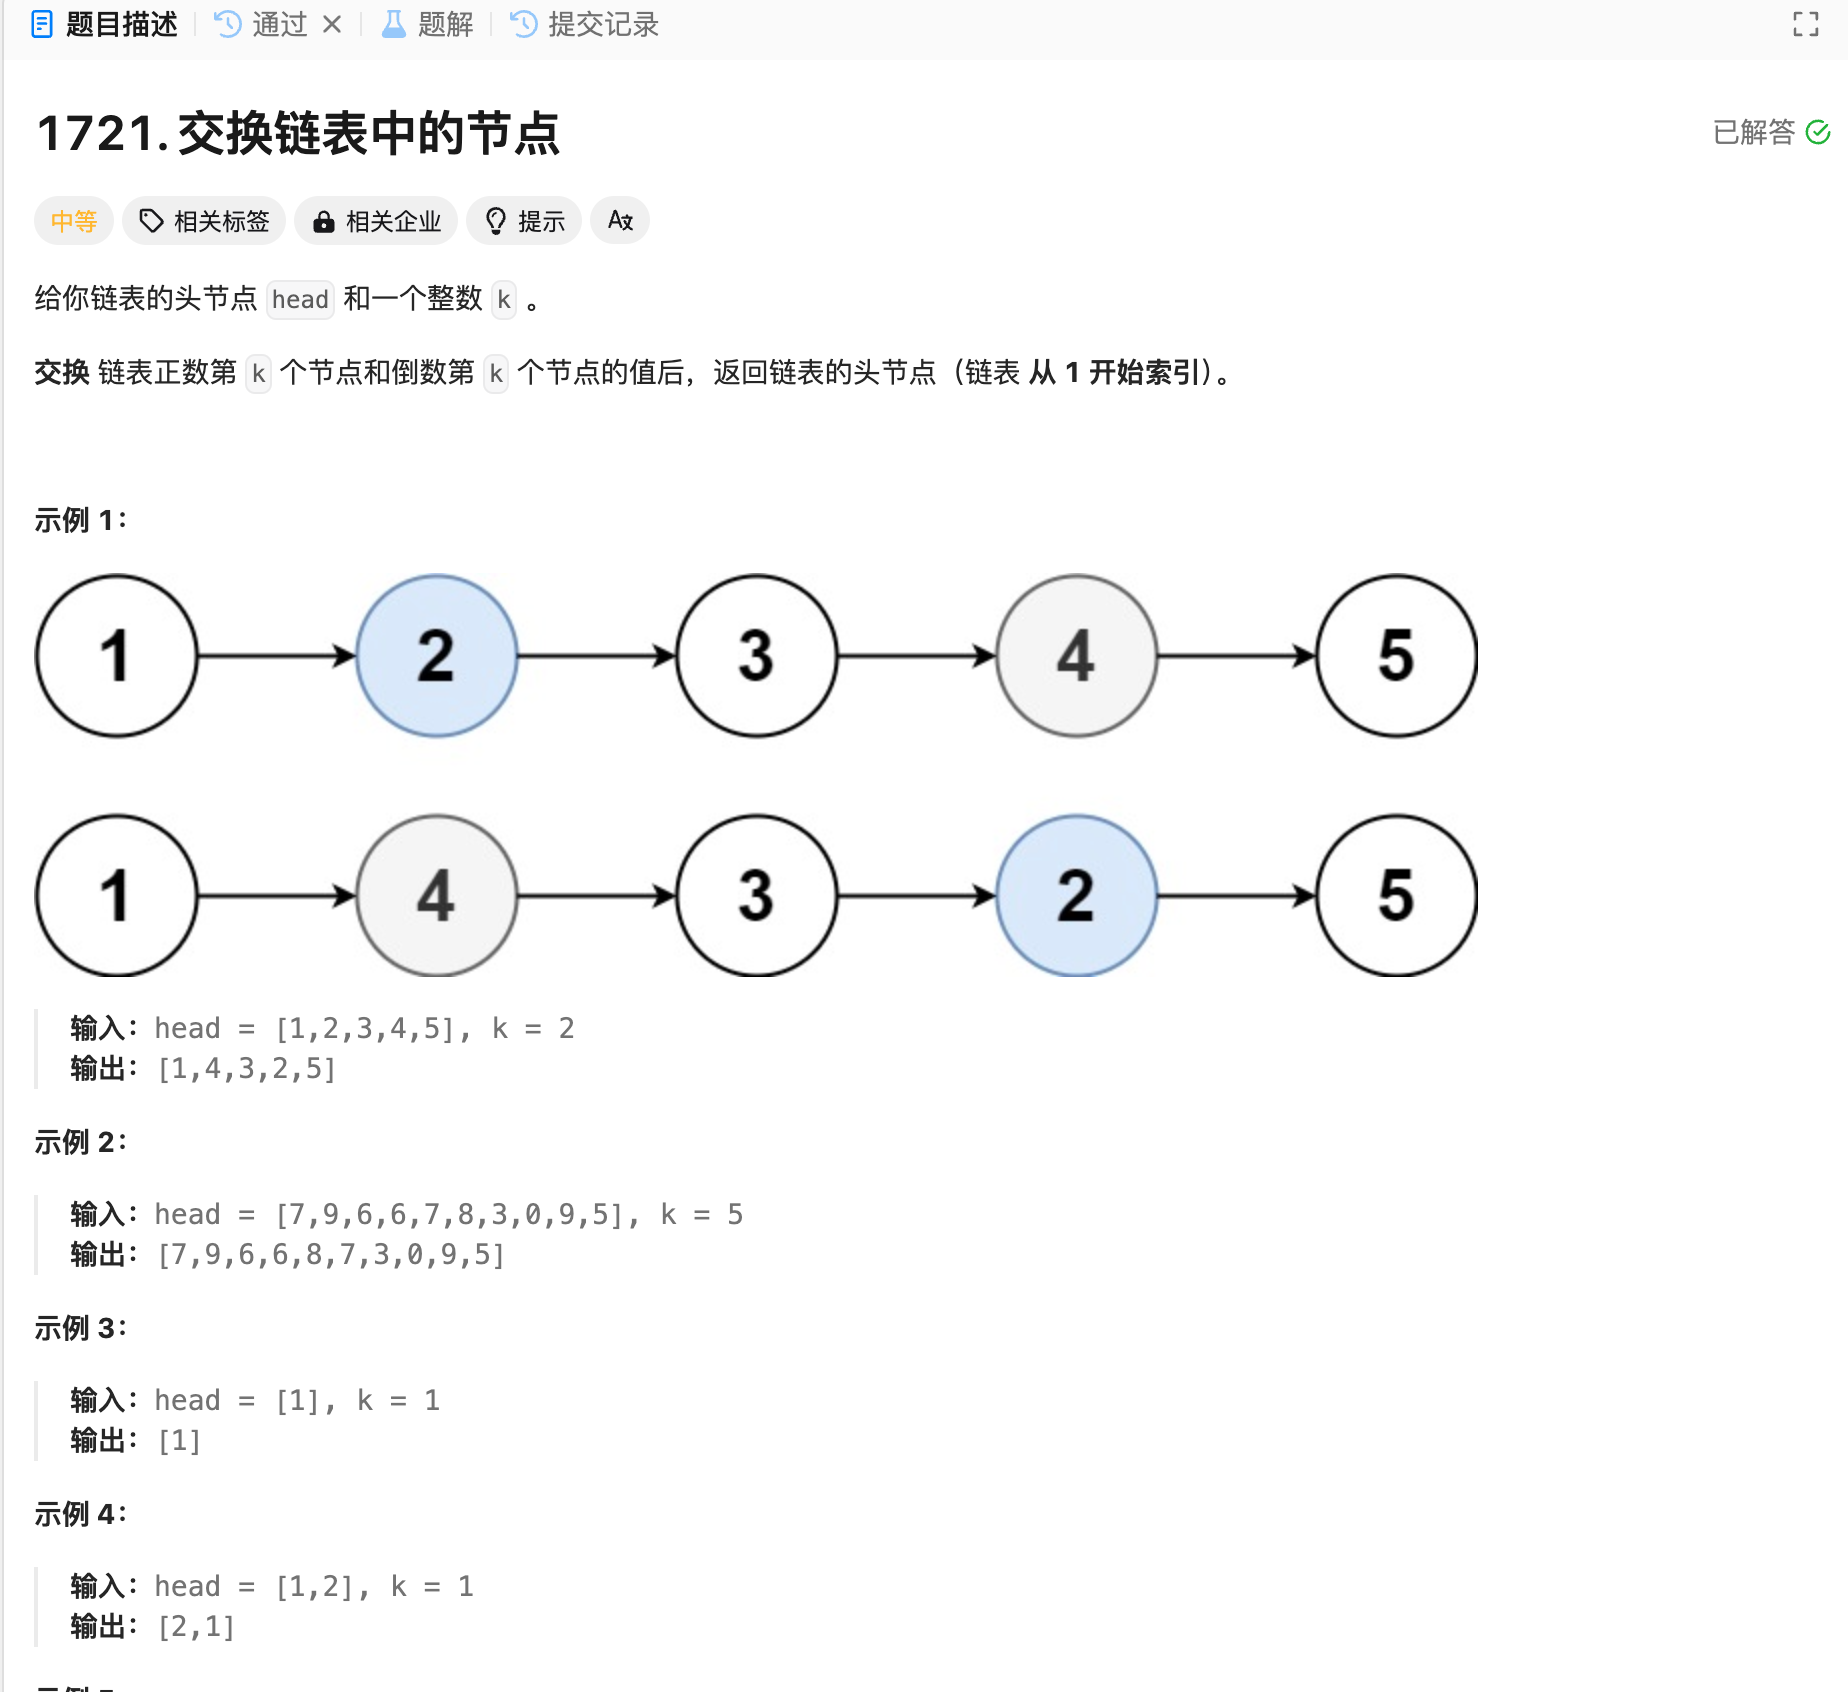 题目描述 通过 题解 提交记录
1721. 交换链表中的节点
已解答
中等 相关标签 相关企业 提示
给你链表的头节点 head 和一个整数 k 。
交换 链表正数第 k 个节点和倒数第 k 个节点的值后，返回链表的头节点（链表 从 1 开始索引）。
示例 1：
1 2 3 4 5
1 4 3 2 5
输入：head = [1,2,3,4,5], k = 2
输出：[1,4,3,2,5]
示例 2：
输入：head = [7,9,6,6,7,8,3,0,9,5], k = 5
输出：[7,9,6,6,8,7,3,0,9,5]
示例 3：
输入：head = [1], k = 1
输出：[1]
示例 4：
输入：head = [1,2], k = 1
输出：[2,1]